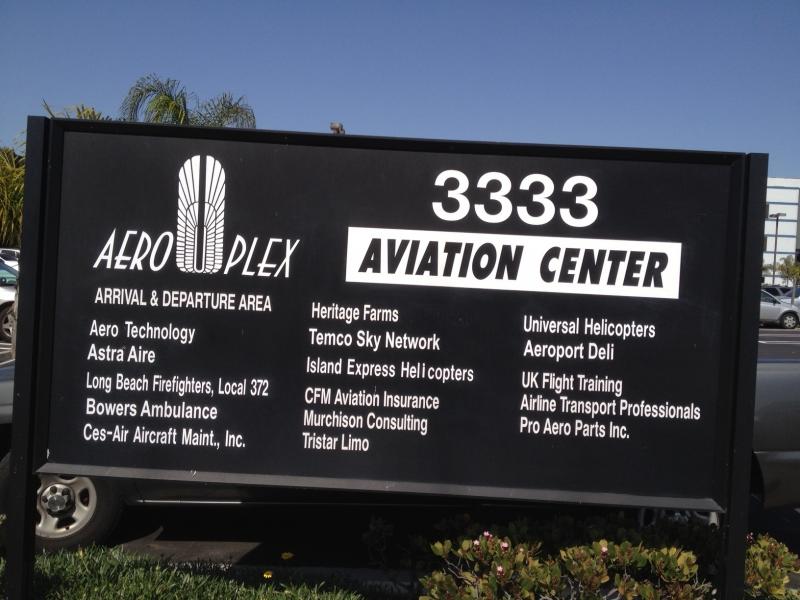 AEROPLEX
ARRIVAL & DEPARTURE AREA
Aero Technology
Astra Aire
Long Beach Firefighters, Local 372
Bowers Ambulance
Ces-Air Aircraft Maint., Inc.
3333
AVIATION CENTER
Heritage Farms
Temco Sky Network
Island Express Helicopters
CFM Aviation Insurance
Murchison Consulting
Tristar Limo
Universal Helicopters
Aeroport Deli
UK Flight Training
Airline Transport Professionals
Pro Aero Parts Inc.